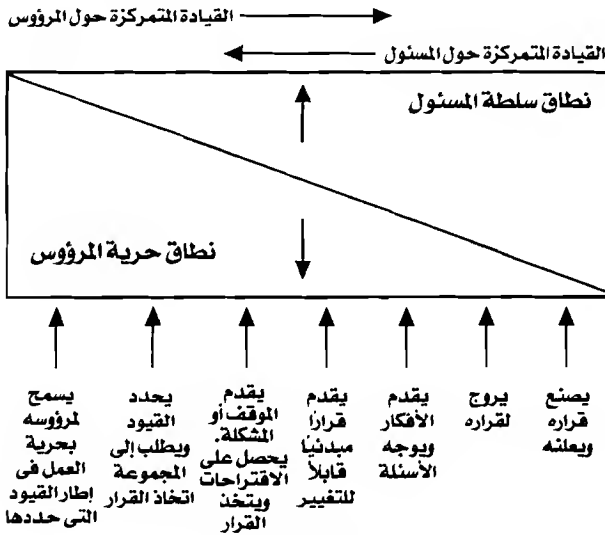 القيادة المتمركزة حول المرؤوس
القيادة المتمركزة حول المسئول
نطاق سلطة المسئول
نطاق حرية المرؤوس
يصنع
قراره
ويعلنه
يروج
لقراره
يقدم
الأفكار
ويوجه
الأسئلة
يقدم
قرارًا
مبدئيًا
قابلاً
للتغيير
يقدم
الموقف أو
المشكلة.
يحصل على
الاقتراحات
ويتخذ
القرار
يحدد
القيود
ويطلب إلى
المجموعة
اتخاذ القرار
يسمح
لمرؤوسه
بحرية
العمل فى
إطار القيود
التى حددها